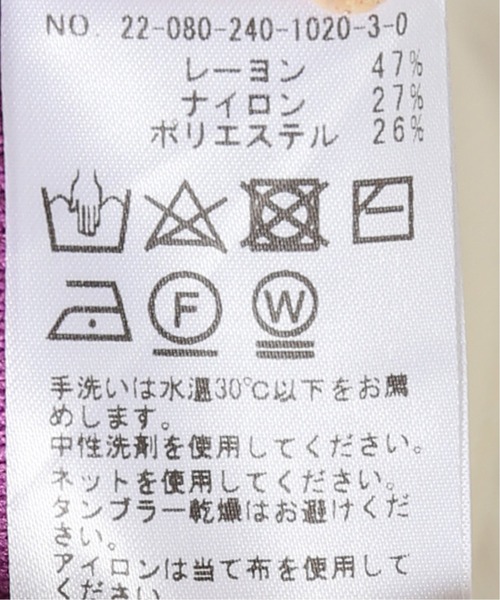 NO. 22-080-240-1020-3-0
レーヨン 47%
ナイロン 27%
ポリエステル 26%
F W
手洗いは水温30℃以下をお薦
めします。
中性洗剤を使用してください。
ネットを使用してください。
タンブラー乾燥はお避けくだ
さい。
アイロンは当て布を使用して
ください